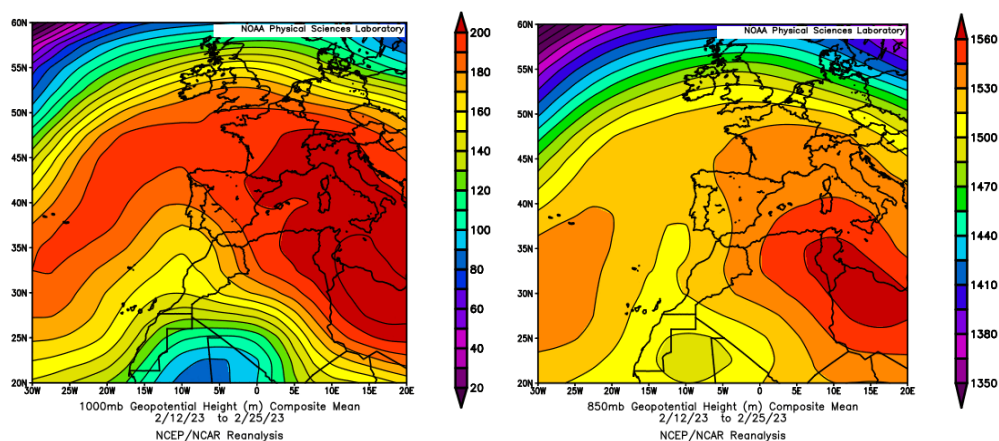 NOAA Physical Sciences Laboratory
60N
55N
50N
45N
40N
35N
30N
25N
20N
30W 25W 20W 15W 10W 5W 0 5E 10E 15E 20E
200
180
160
140
120
100
80
60
40
20
1000mb Geopotential Height (m) Composite Mean
2/12/23 to 2/25/23
NCEP/NCAR Reanalysis
NOAA Physical Sciences Laboratory
60N
55N
50N
45N
40N
35N
30N
25N
20N
30W 25W 20W 15W 10W 5W 0 5E 10E 15E 20E
1560
1530
1500
1470
1440
1410
1380
1350
850mb Geopotential Height (m) Composite Mean
2/12/23 to 2/25/23
NCEP/NCAR Reanalysis